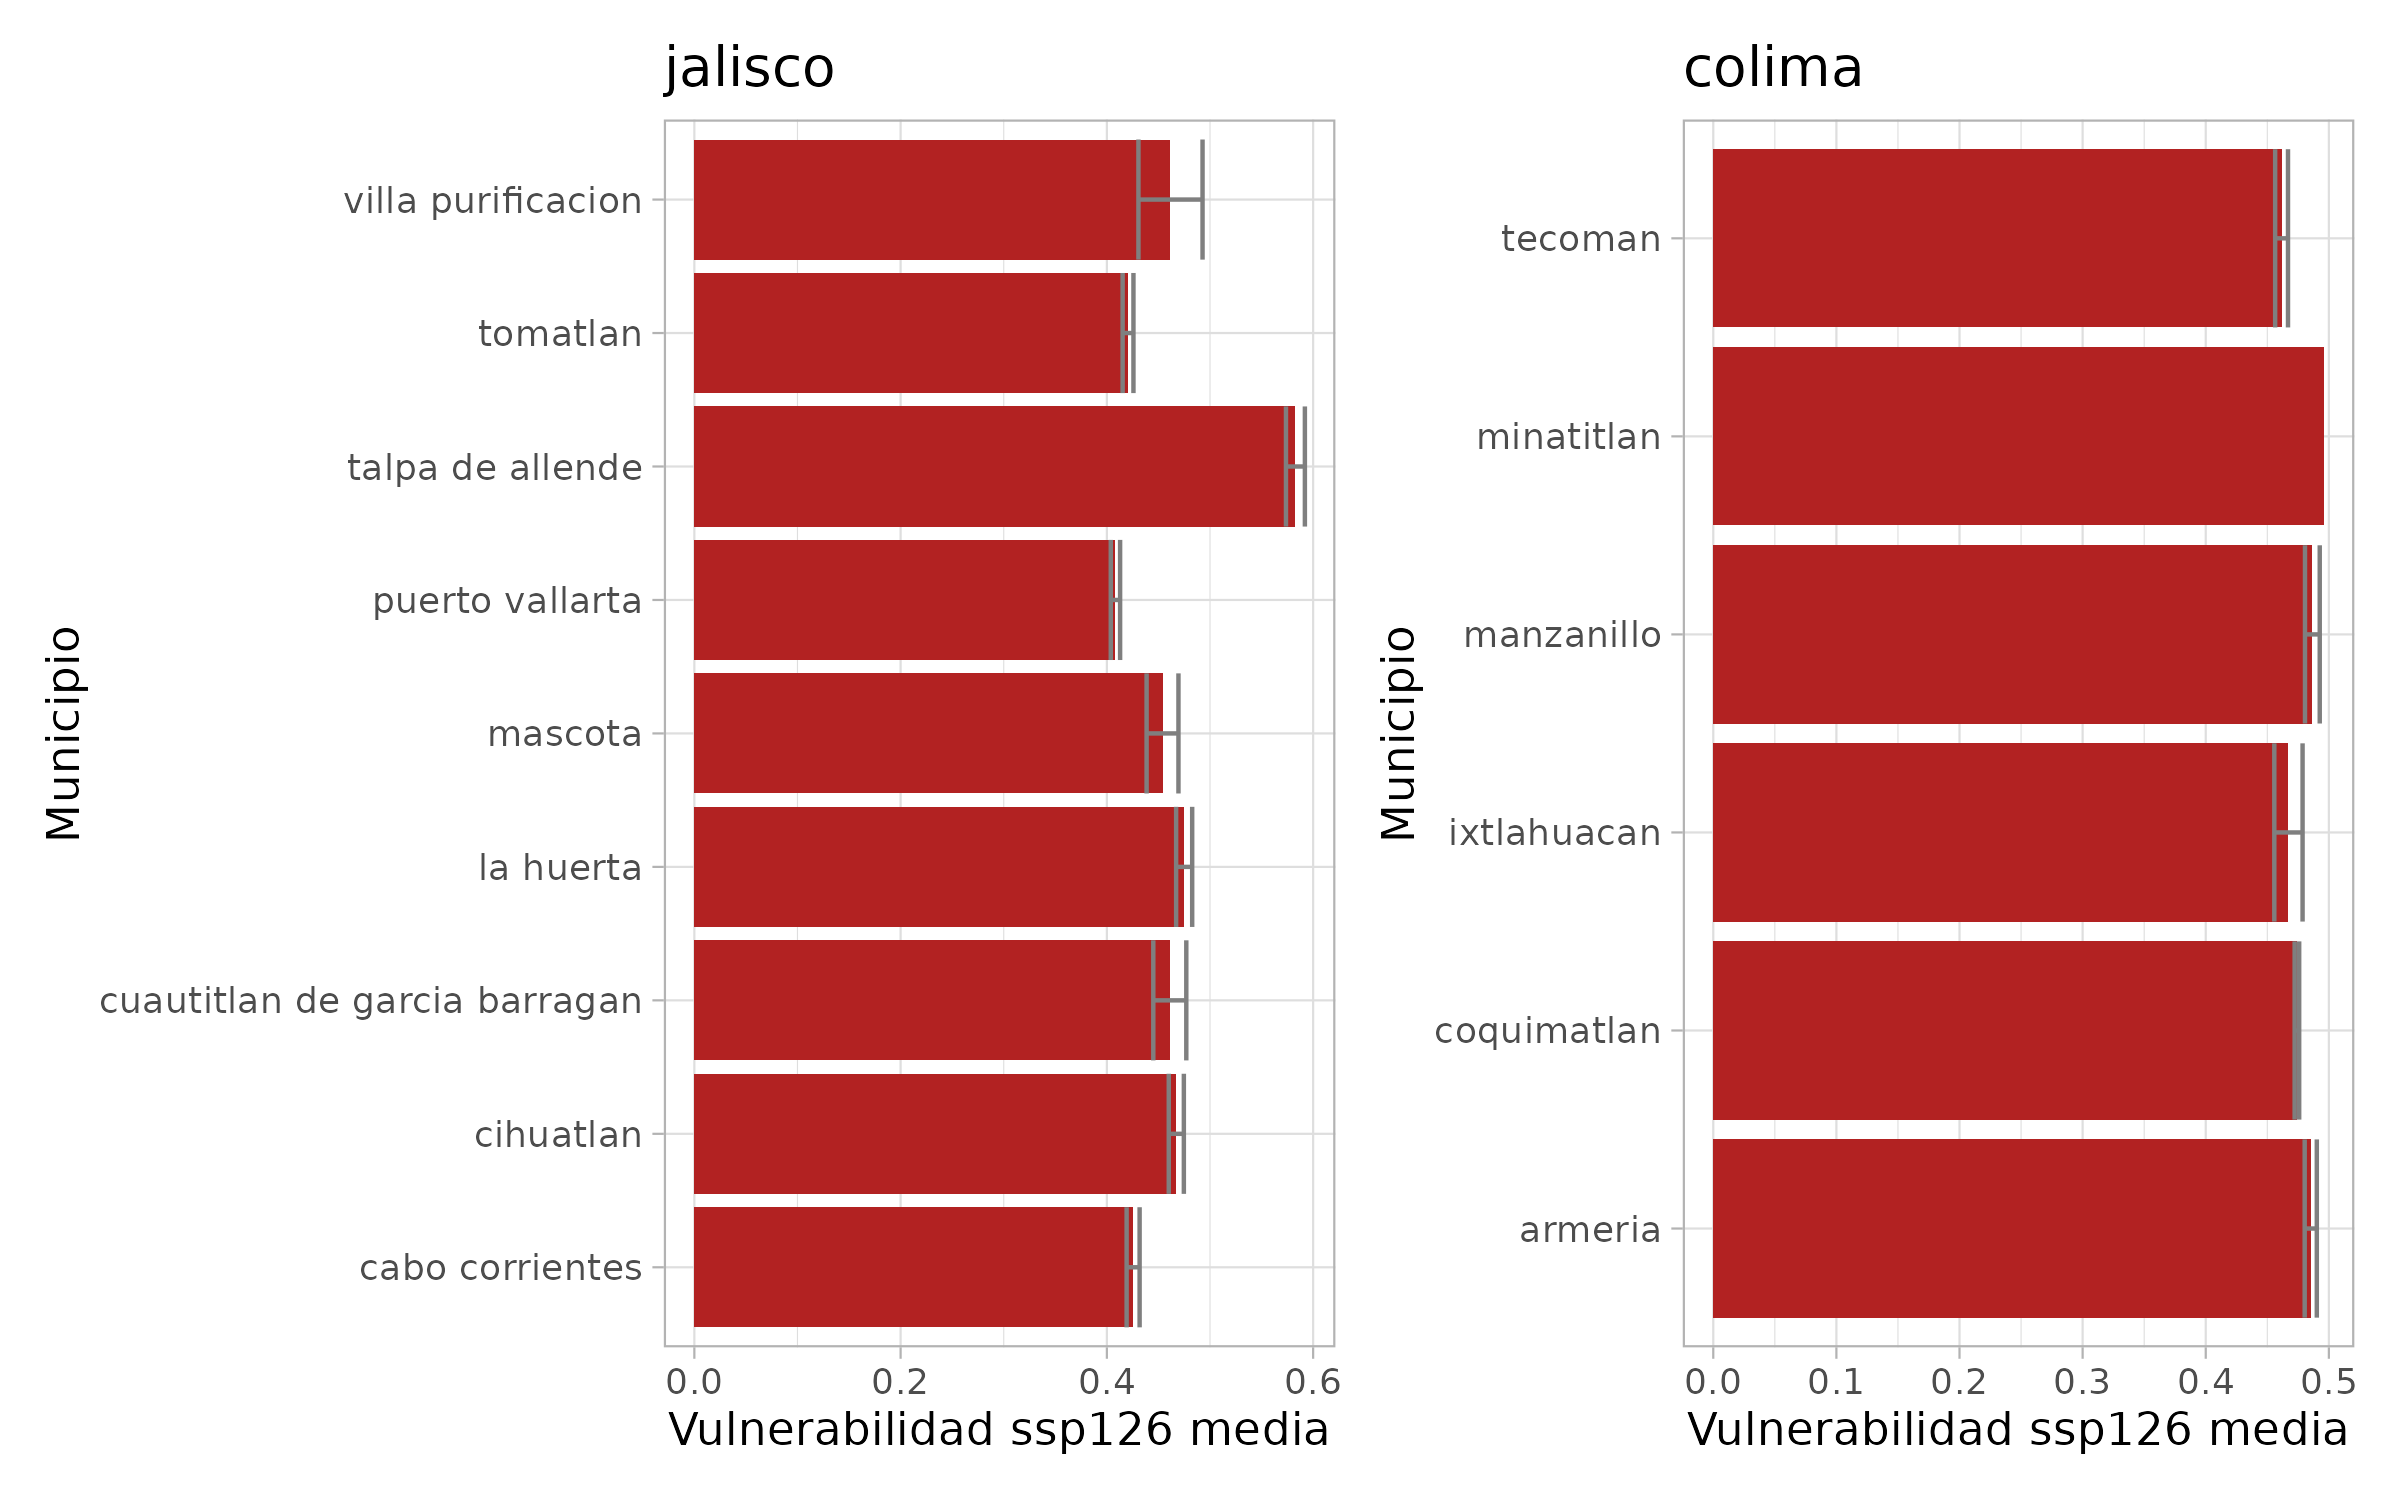 jalisco
Municipio
villa purificacion
tomatlan
talpa de allende
puerto vallarta
mascota
la huerta
cuautitlan de garcia barragan
cihuatlan
cabo corrientes
0.0 0.2 0.4 0.6
Vulnerabilidad ssp126 media
colima
Municipio
tecoman
minatitlan
manzanillo
ixtlahuacan
coquimatlan
armeria
0.0 0.1 0.2 0.3 0.4 0.5
Vulnerabilidad ssp126 media